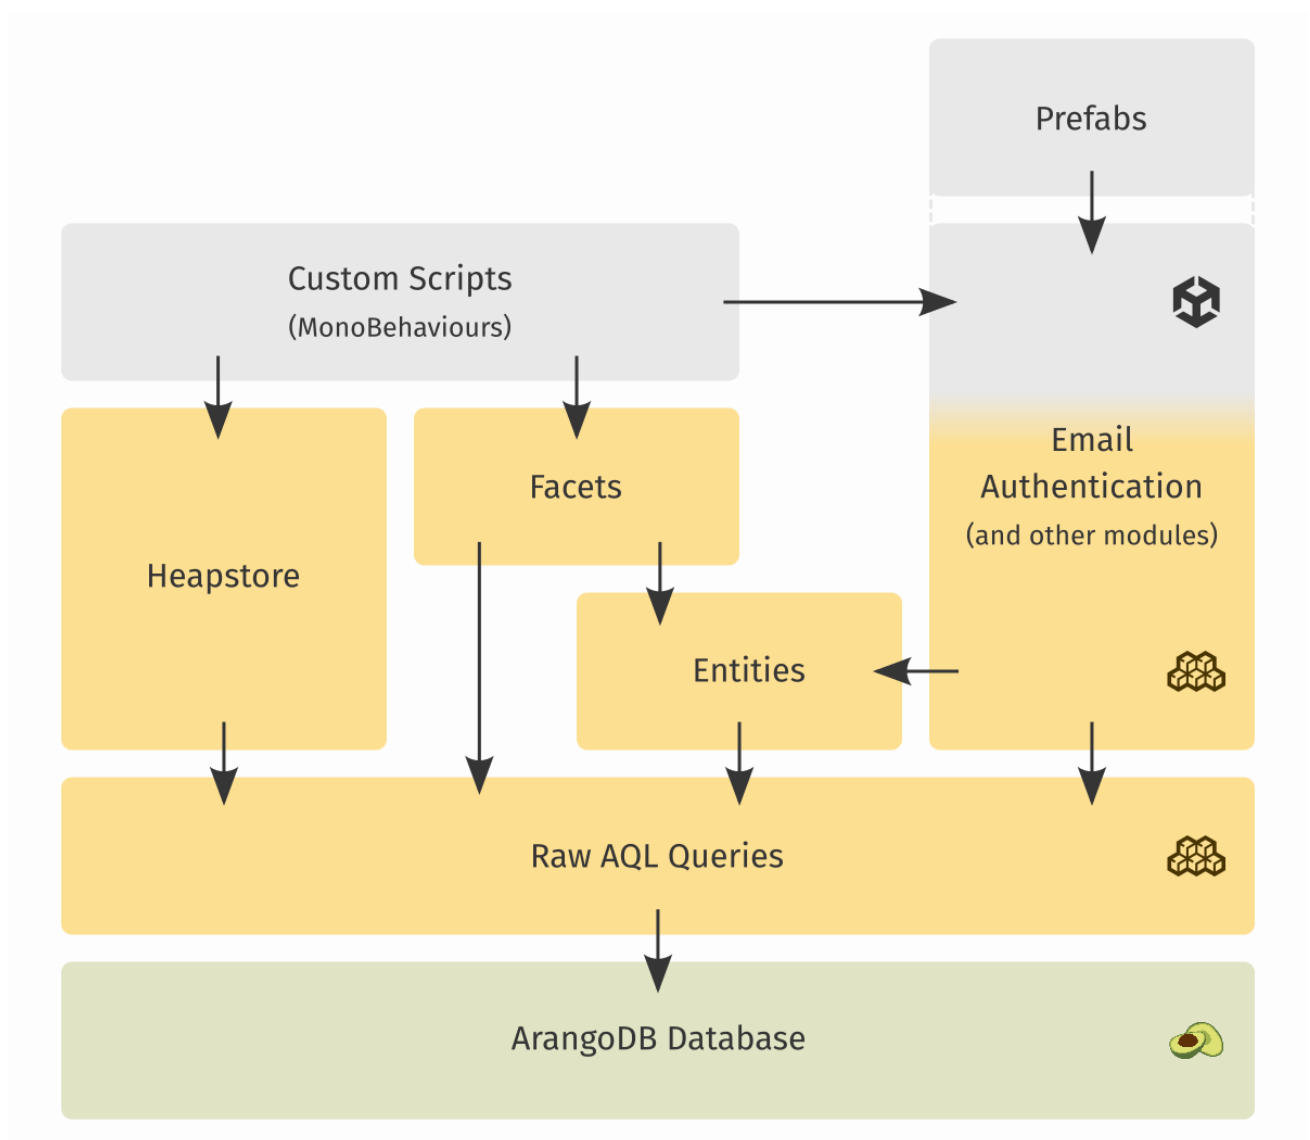 Prefabs
Custom Scripts
(MonoBehaviours)
Email
Authentication
(and other modules)
Facets
Heapstore
Entities
Raw AQL Queries
ArangoDB Database